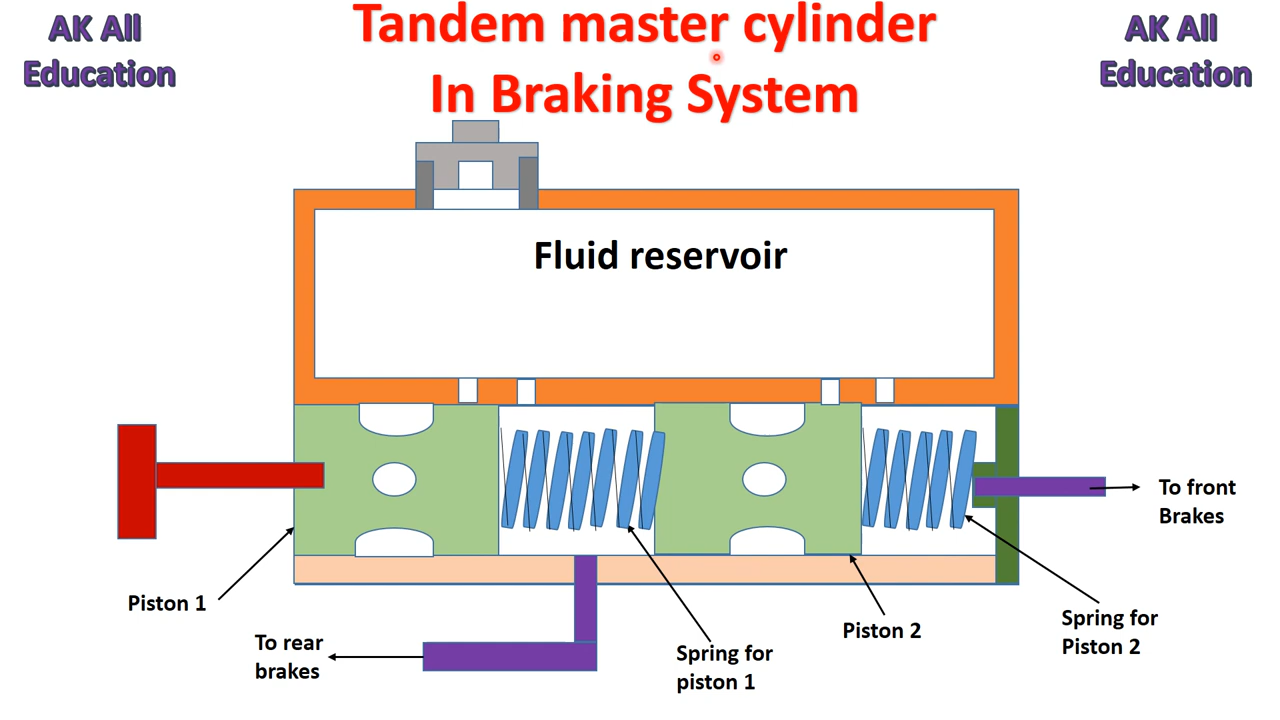 AK All
Education
Tandem master cylinder
In Braking System
AK All
Education
Fluid reservoir
To front
Brakes
Piston 1
To rear
brakes
Spring for
piston 1
Piston 2
Spring for
Piston 2